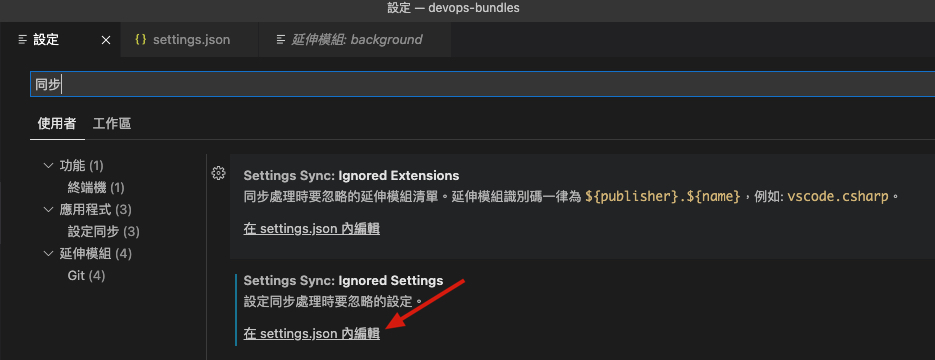 設定 — devops-bundles
設定
settings.json
延伸模組: background
同步
使用者 工作區
功能 (1)
終端機 (1)
應用程式 (3)
設定同步 (3)
延伸模組 (4)
Git (4)
Settings Sync: Ignored Extensions
同步處理時要忽略的延伸模組清單。延伸模組識別碼一律為 ${publisher}.${name}，例如: vscode.csharp。
在 settings.json 內編輯
Settings Sync: Ignored Settings
設定同步處理時要忽略的設定。
在 settings.json 內編輯